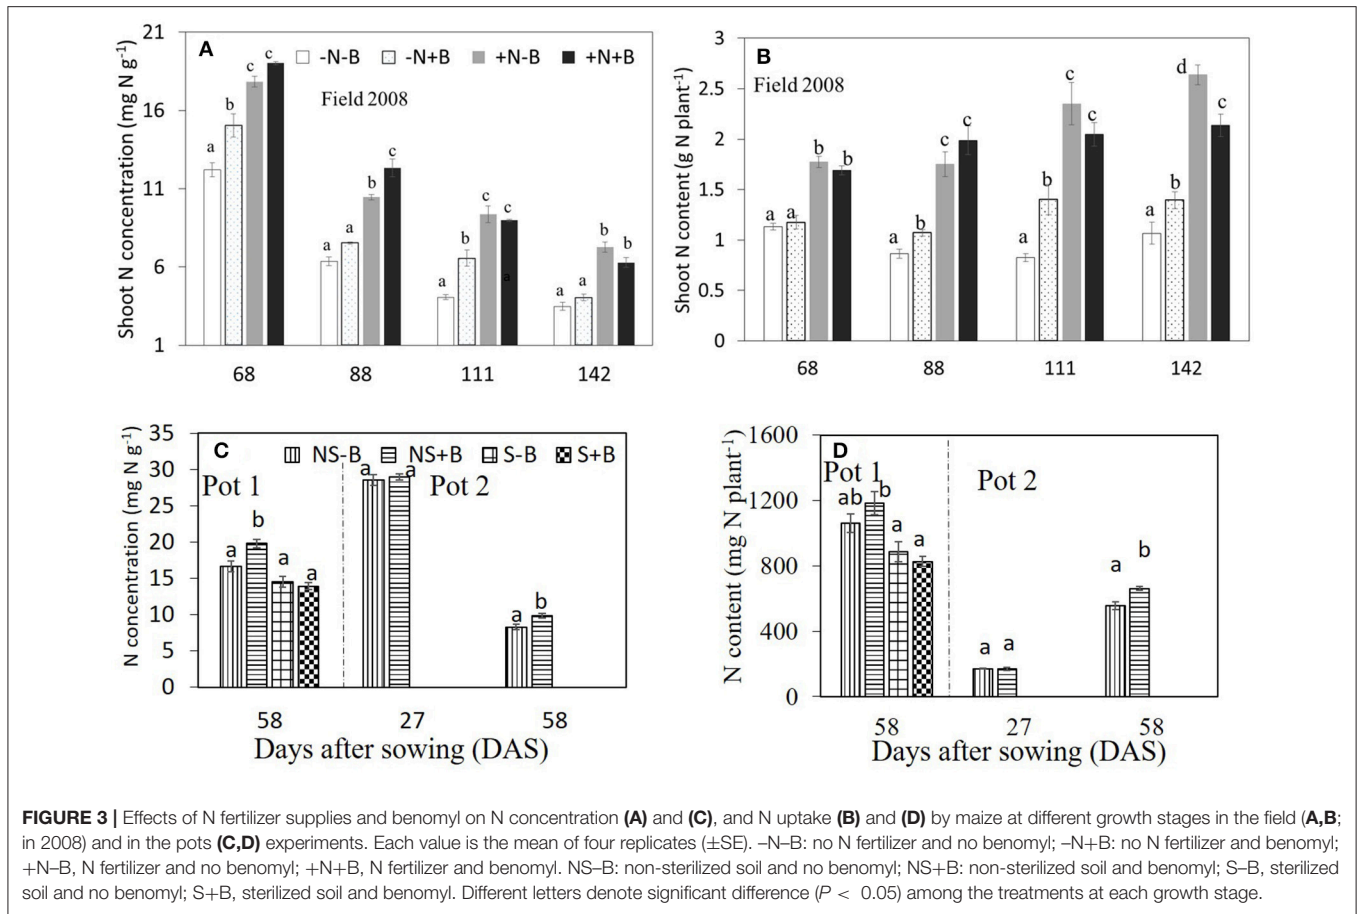 A
-N-B -N+B +N-B +N+B
Field 2008
Shoot N concentration (mg N g-1)
21
16
11
6
1
a b c c
a a b c
a b c c
a
a a b b
68 88 111 142
B
Field 2008
Shoot N content (g N plant-1)
3
2.5
2
1.5
1
0.5
0
a a b b
a b c c
a b c c
a b d c
68 88 111 142
C
NS-B NS+B S-B S+B
Pot 1 Pot 2
N concentration (mg N g-1)
35
30
25
20
15
10
5
0
a b a a
a a
a b
58 27 58
Days after sowing (DAS)
D
Pot 1 Pot 2
N content (mg N plant-1)
1600
1200
800
400
0
ab b a a
a a
a b
58 27 58
Days after sowing (DAS)
FIGURE 3 | Effects of N fertilizer supplies and benomyl on N concentration (A) and (C), and N uptake (B) and (D) by maize at different growth stages in the field (A,B;
in 2008) and in the pots (C,D) experiments. Each value is the mean of four replicates (±SE). –N–B: no N fertilizer and no benomyl; –N+B: no N fertilizer and benomyl;
+N–B, N fertilizer and no benomyl; +N+B, N fertilizer and benomyl. NS–B: non-sterilized soil and no benomyl; NS+B: non-sterilized soil and benomyl; S–B, sterilized
soil and no benomyl; S+B, sterilized soil and benomyl. Different letters denote significant difference (P < 0.05) among the treatments at each growth stage.